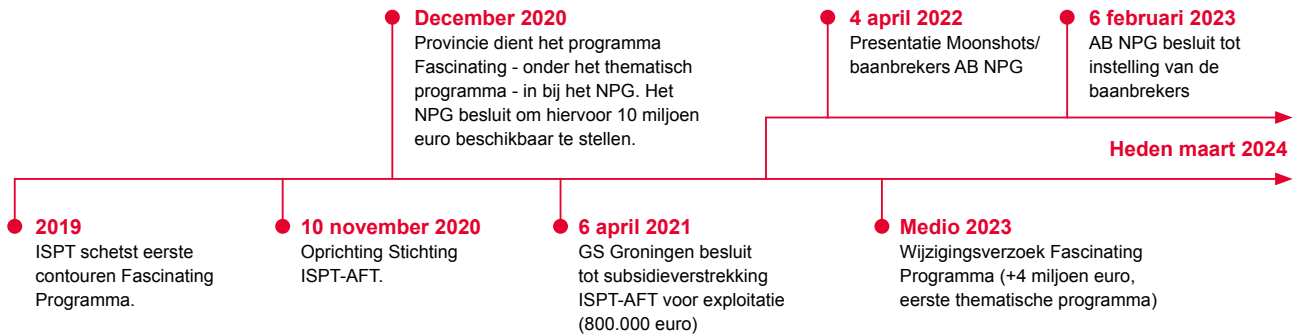 December 2020
Provincie dient het programma
Fascinating - onder het thematisch
programma - in bij het NPG. Het
NPG besluit om hiervoor 10 miljoen
euro beschikbaar te stellen.
4 april 2022
Presentatie Moonshots/
baanbrekers AB NPG
6 februari 2023
AB NPG besluit tot
instelling van de
baanbrekers
Heden maart 2024
2019
ISPT schetst eerste
contouren Fascinating
Programma.
10 november 2020
Oprichting Stichting
ISPT-AFT.
6 april 2021
GS Groningen besluit
tot subsidieverstrekking
ISPT-AFT voor exploitatie
(800.000 euro)
Medio 2023
Wijzigingsverzoek Fascinating
Programma (+4 miljoen euro,
eerste thematische programma)